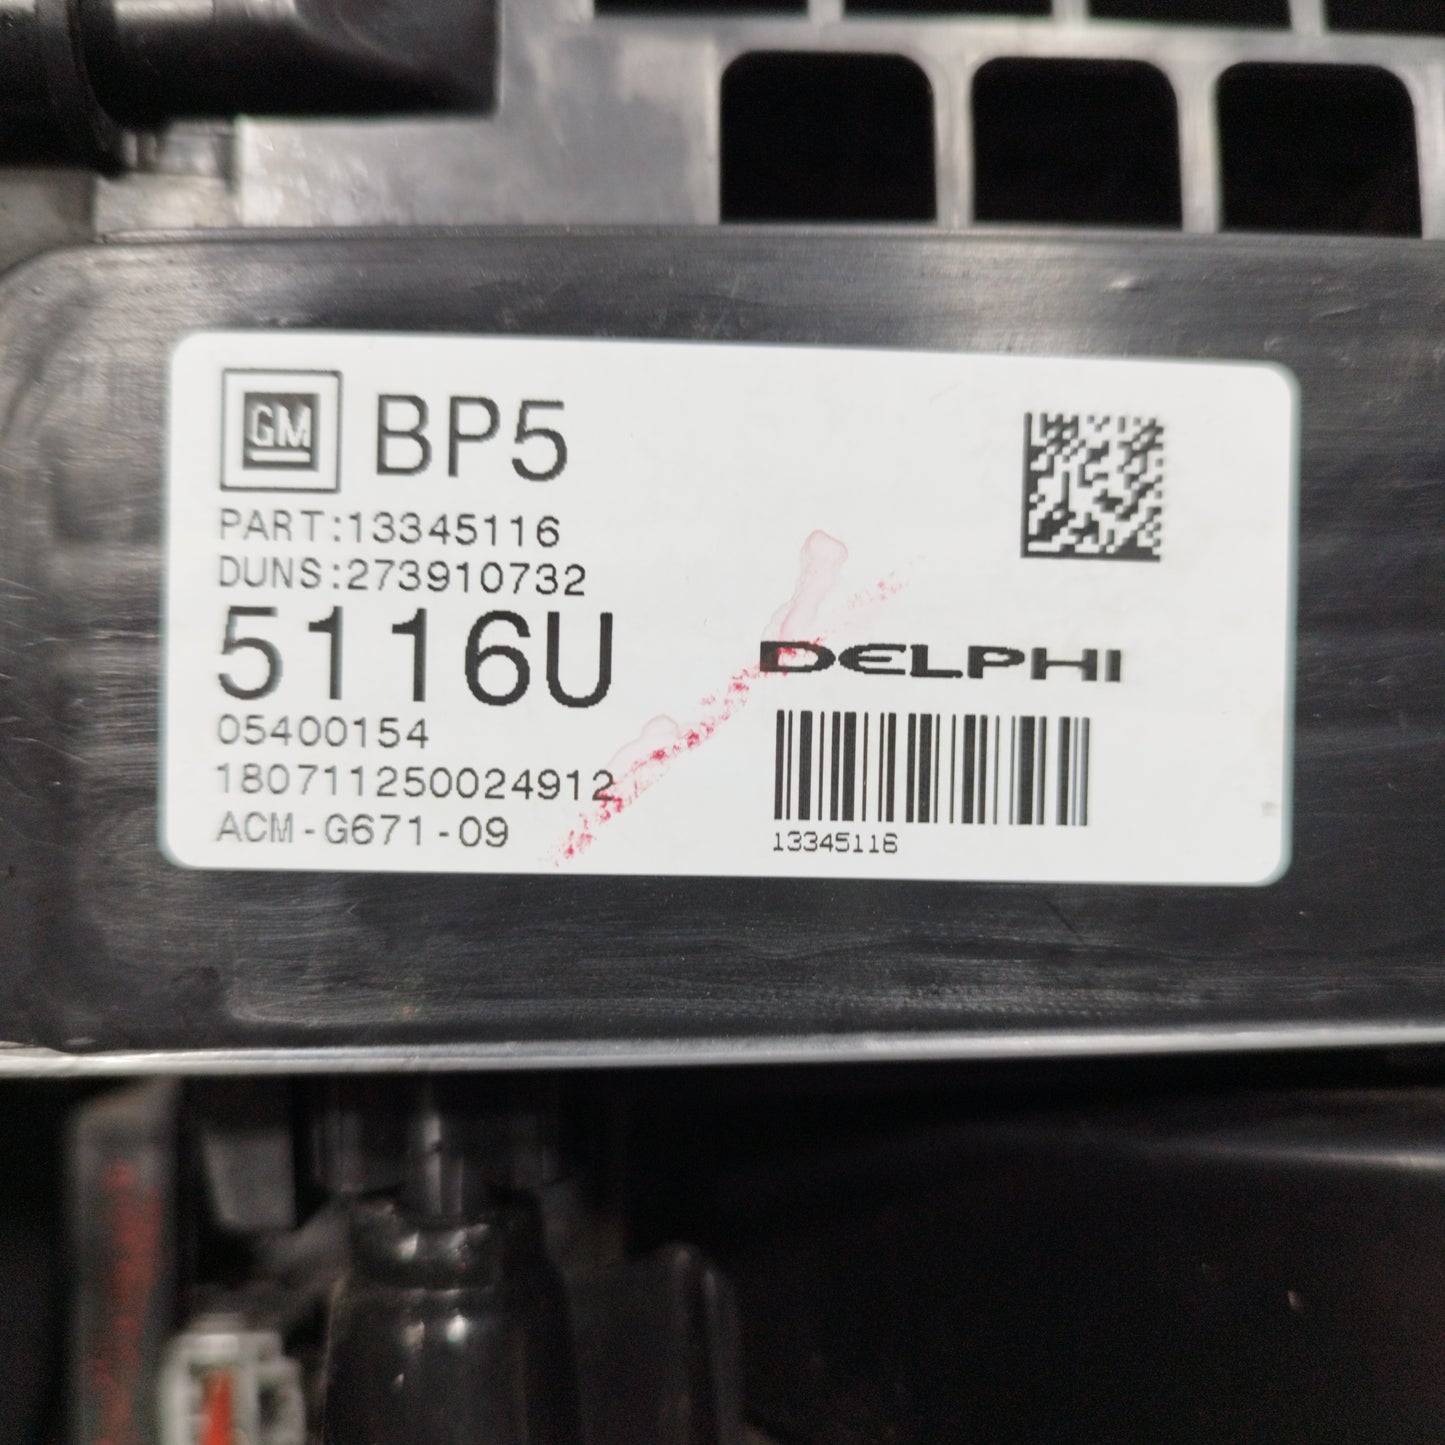 GM BP5
PART:13345116
DUNS:273910732
5116U
05400154
180711250024912
ACM-G671-09
DELPHI
13345116